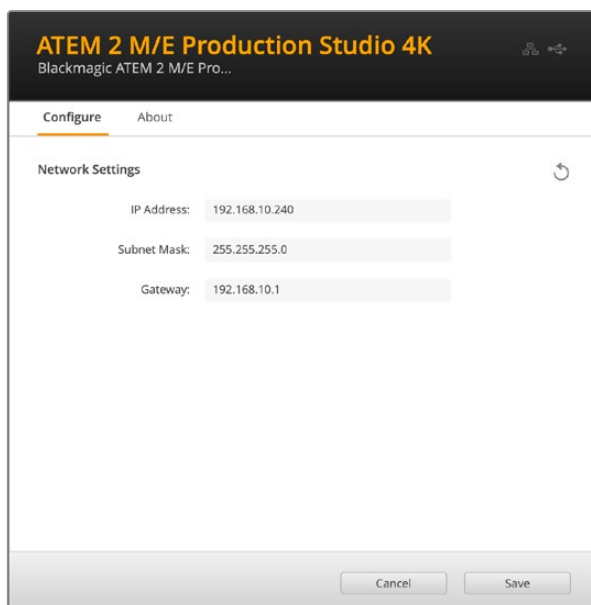 ATEM 2 M/E Production Studio 4K
Blackmagic ATEM 2 M/E Pro...
Configure About
Network Settings
IP Address: 192.168.10.240
Subnet Mask: 255.255.255.0
Gateway: 192.168.10.1
Cancel Save